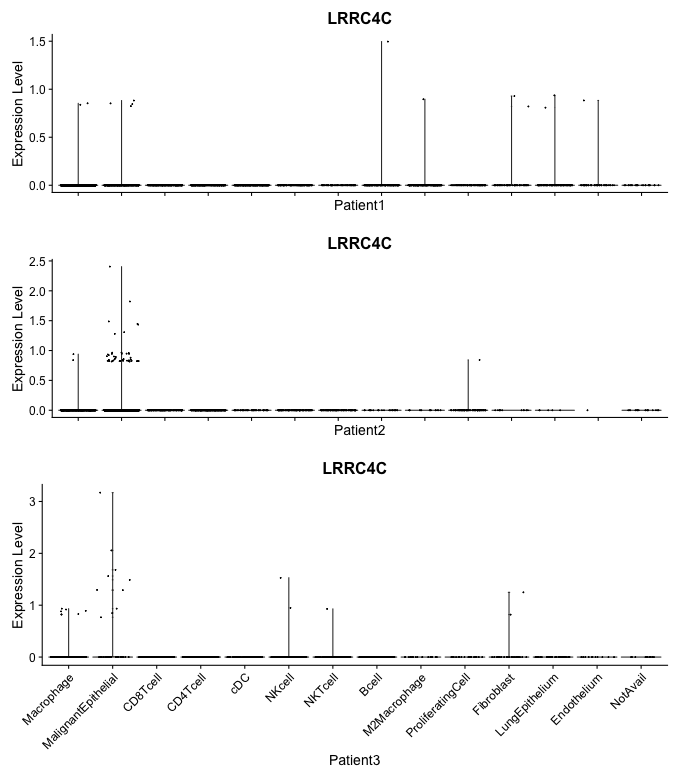 LRRC4C
Expression Level
1.5
1.0
0.5
0.0
Patient1
LRRC4C
Expression Level
2.5
2.0
1.5
1.0
0.5
0.0
Patient2
LRRC4C
Expression Level
3
2
1
0
Macrophage
MalignantEpithelial
CD8Tcell
CD4Tcell
cDC
NKcell
NKTcell
Bcell
M2Macrophage
ProliferatingCell
Fibroblast
LungEpithelium
Endothelium
NotAvail
Patient3